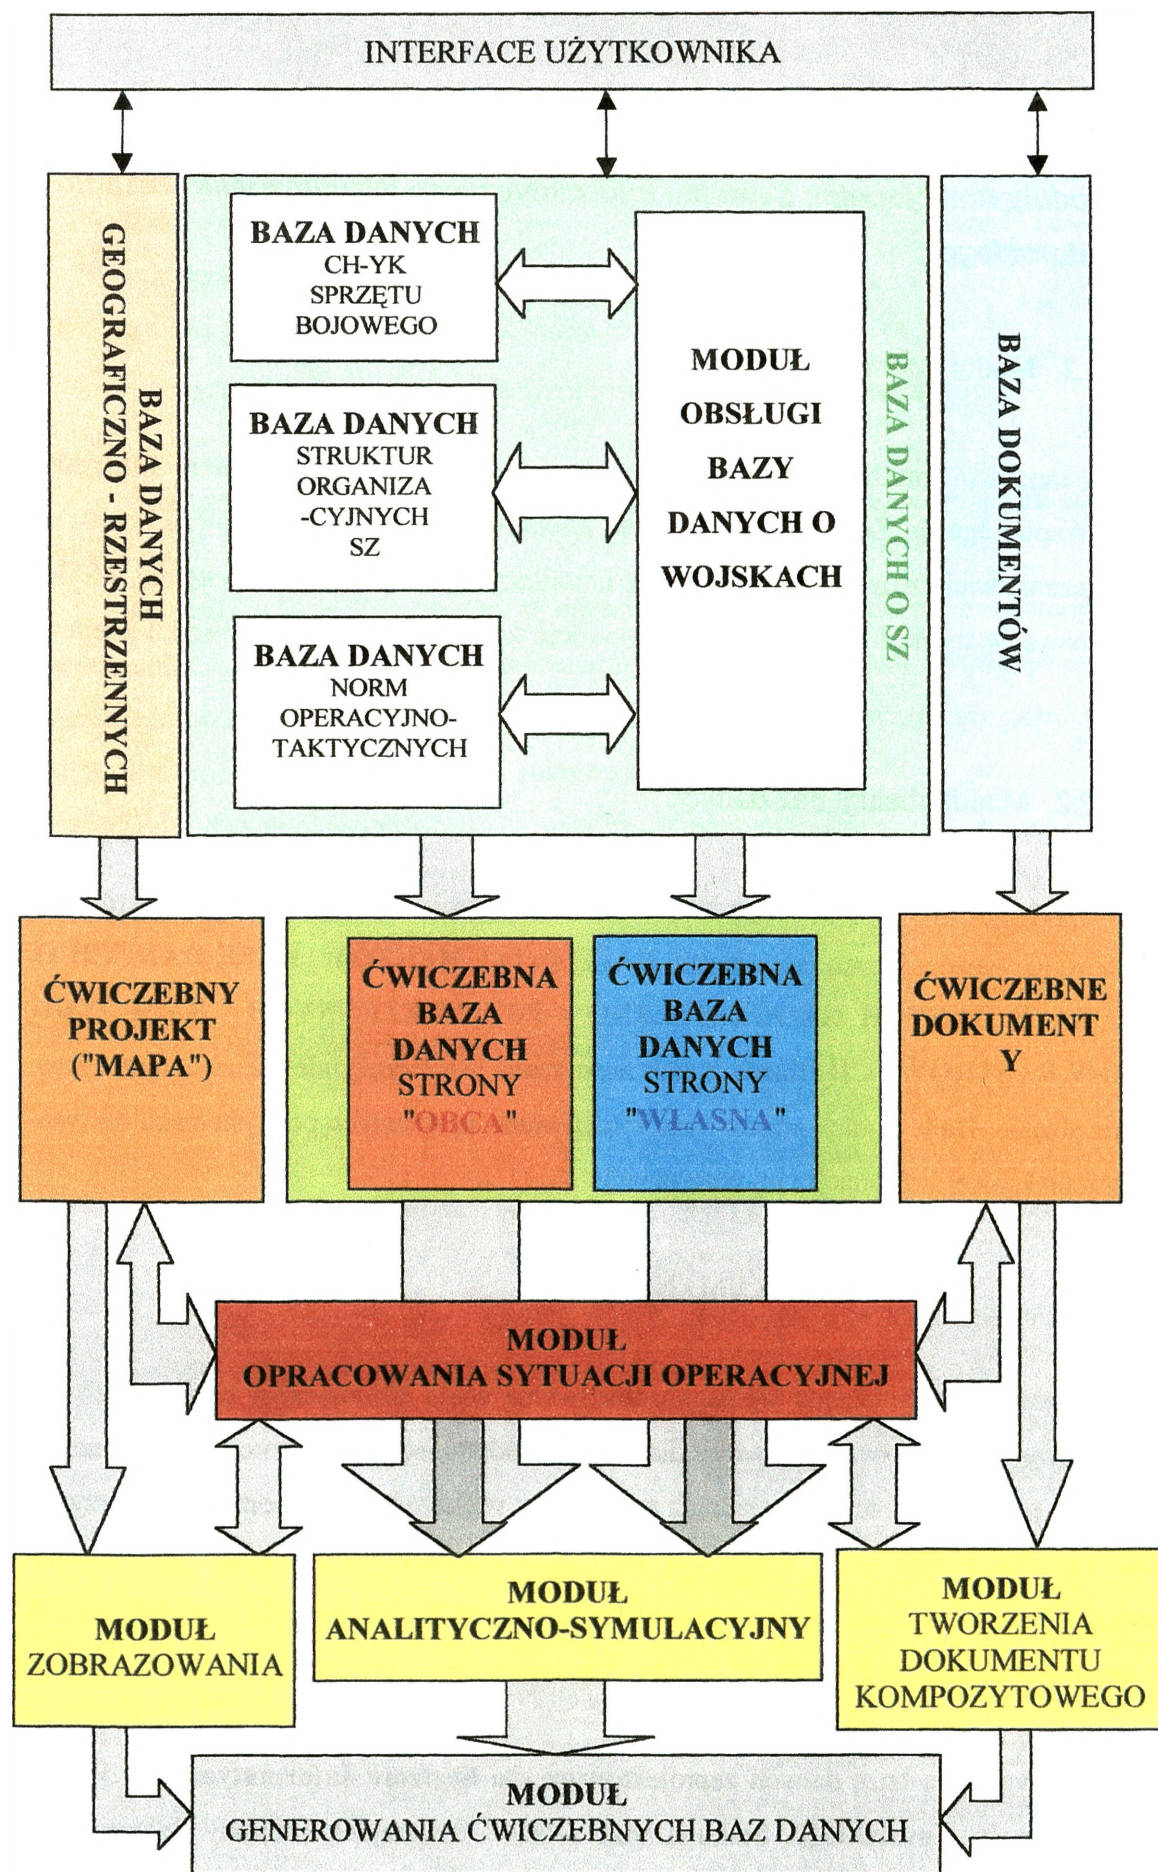 INTERFACE UŻYTKOWNIKA
BAZA DANYCH
GEOGRAFICZNO - RZESTRZENNYCH
BAZA DANYCH
CH-YK
SPRZĘTU
BOJOWEGO
BAZA DANYCH
STRUKTUR
ORGANIZA
-CYJNYCH
SZ
BAZA DANYCH
NORM
OPERACYJNO-
TAKTYCZNYCH
MODUŁ
OBSŁUGI
BAZY
DANYCH O
WOJSKACH
BAZA DANYCH O SZ
BAZA DOKUMENTÓW
ĆWICZEBNY
PROJEKT
("MAPA")
ĆWICZEBNA
BAZA
DANYCH
STRONY
"OBCA"
ĆWICZEBNA
BAZA
DANYCH
STRONY
"WŁASNA"
ĆWICZEBNE
DOKUMENT
Y
MODUŁ
OPRACOWANIA SYTUACJI OPERACYJNEJ
MODUŁ
ZOBRAZOWANIA
MODUŁ
ANALITYCZNO-SYMULACYJNY
MODUŁ
TWORZENIA
DOKUMENTU
KOMPOZYTOWEGO
MODUŁ
GENEROWANIA ĆWICZEBNYCH BAZ DANYCH